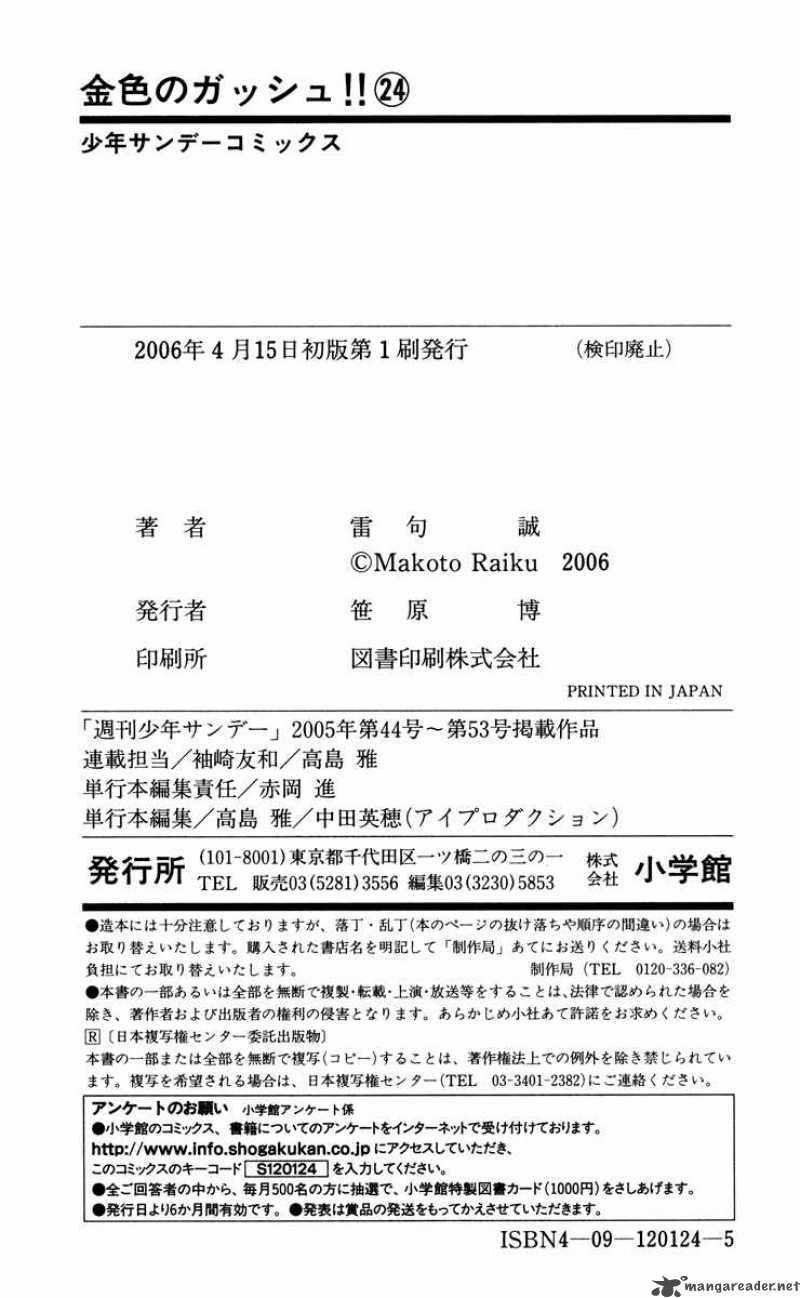 金色のガッシュ!!㉔
少年サンデーコミックス
2006年4月15日初版第1刷発行 (検印廃止)
著者 雷句 誠
©Makoto Raiku 2006
発行者 笹原 博
印刷所 図書印刷株式会社
PRINTED IN JAPAN
「週刊少年サンデー」2005年第44号～第53号掲載作品
連載担当／袖崎友和／高島 雅
単行本編集責任／赤岡 進
単行本編集／高島 雅／中田英穂(アイプロダクション)
発行所 (101-8001)東京都千代田区一ツ橋二の三の一 株式会社 小学館
TEL 販売03(5281)3556 編集03(3230)5853
●造本には十分注意しておりますが、落丁・乱丁(本のページの抜け落ちや順序の間違い)の場合は
お取り替えいたします。購入された書店名を明記して「制作局」あてにお送りください。送料小社
負担にてお取り替えいたします。 制作局(TEL 0120-336-082)
●本書の一部あるいは全部を無断で複製・転載・上演・放送等をすることは、法律で認められた場合を
除き、著作者および出版者の権利の侵害となります。あらかじめ小社あて許諾をお求めください。
🅁〔日本複写権センター委託出版物〕
本書の一部または全部を無断で複写(コピー)することは、著作権法上での例外を除き禁じられてい
ます。複写を希望される場合は、日本複写権センター(TEL 03-3401-2382)にご連絡ください。
アンケートのお願い 小学館アンケート係
●小学館のコミックス、書籍についてのアンケートをインターネットで受け付けております。
http://www.info.shogakukan.co.jp にアクセスしていただき、
このコミックスのキーコード S120124 を入力してください。
●全ご回答者の中から、毎月500名の方に抽選で、小学館特製図書カード(1000円)をさしあげます。
●発行日より6か月間有効です。●発表は賞品の発送をもってかえさせていただきます。
ISBN4-09-120124-5
mangareader.net